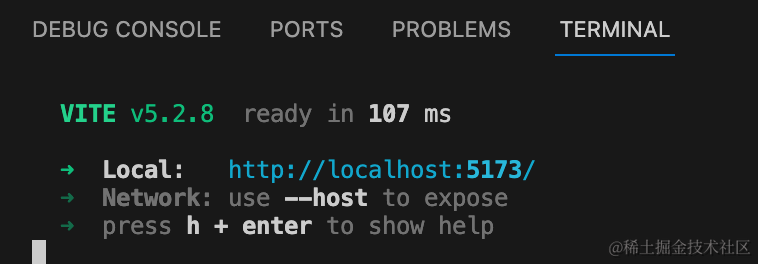 DEBUG CONSOLE PORTS PROBLEMS TERMINAL
VITE v5.2.8 ready in 107 ms
➜ Local: http://localhost:5173/
➜ Network: use --host to expose
➜ press h + enter to show help
@稀土掘金技术社区